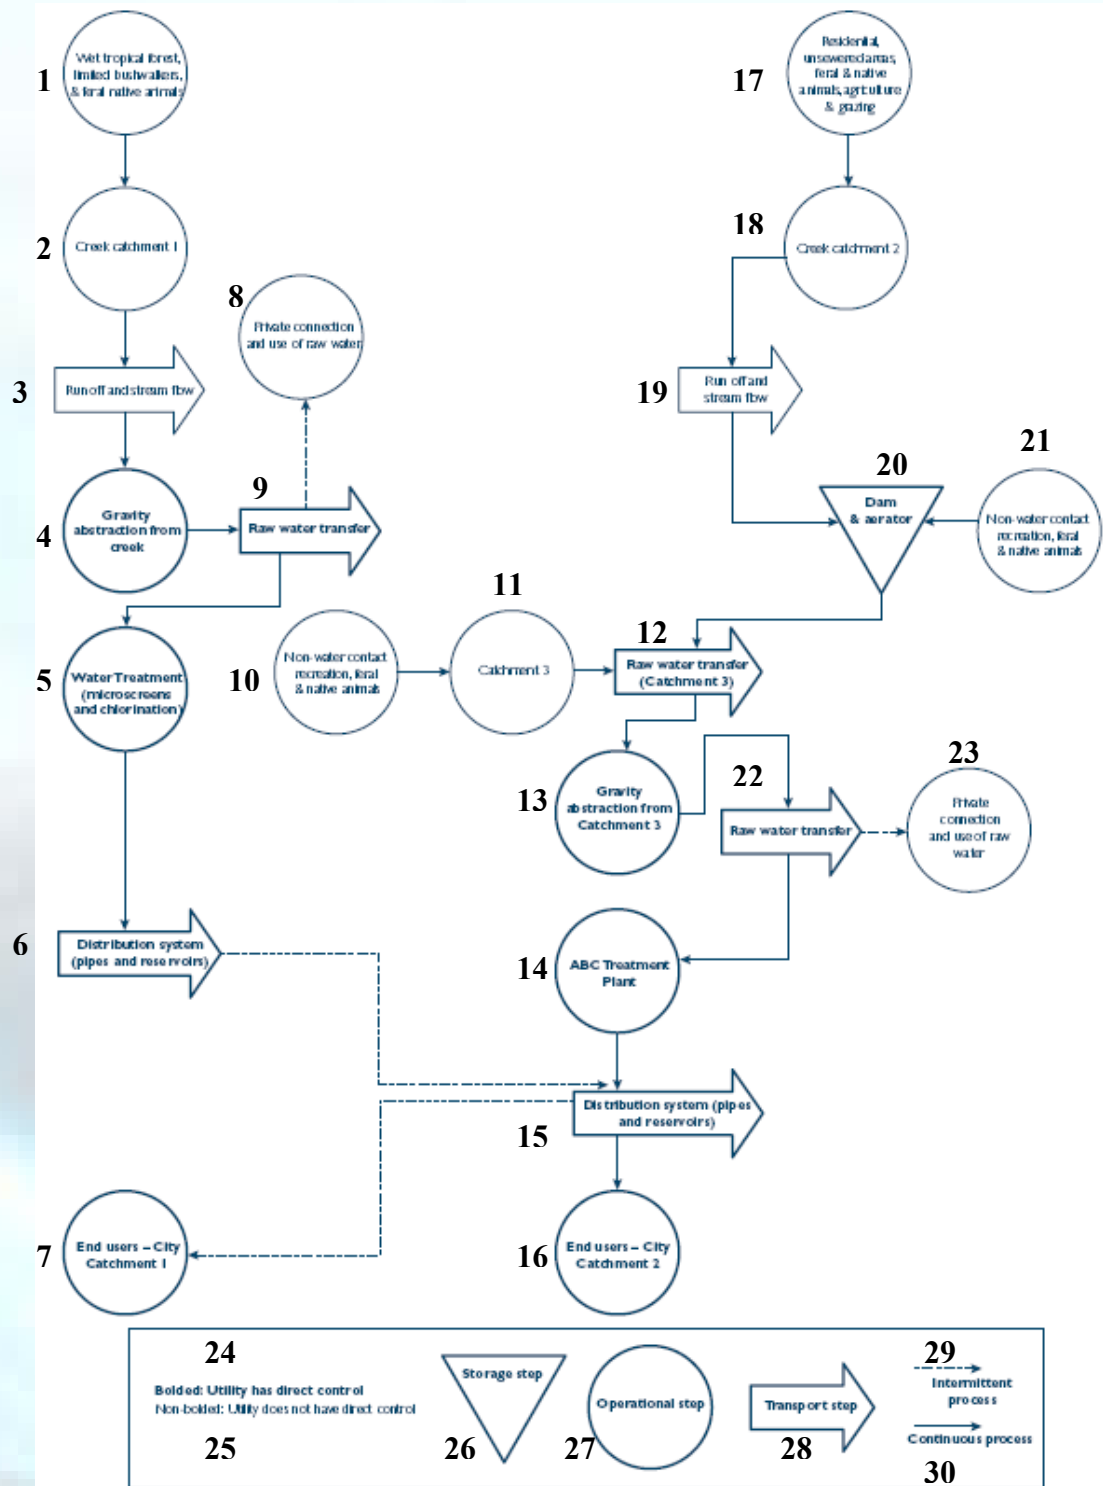 1
Wet tropical forest,
limited bushwalkers,
& feral native animals
2
Creek catchment 1
3
Run off and stream flow
4
Gravity
abstraction from
creek
5
Water Treatment
(microscreens
and chlorination)
6
Distribution system
(pipes and reservoirs)
7
End users – City
Catchment 1
8
Private connection
and use of raw water
9
Raw water transfer
10
Non-water contact
recreation, feral
& native animals
11
Catchment 3
12
Raw water transfer
(Catchment 3)
13
Gravity
abstraction from
Catchment 3
14
ABC Treatment
Plant
15
Distribution system (pipes
and reservoirs)
16
End users – City
Catchment 2
17
Residential,
unsewered areas,
feral & native
animals, agriculture
& grazing
18
Creek catchment 2
19
Run off and
stream flow
20
Dam
& aerator
21
Non-water contact
recreation, feral
& native animals
22
Raw water transfer
23
Private
connection
and use of raw
water
24
Bolded: Utility has direct control
Non-bolded: Utility does not have direct control
25
Storage step
26
Operational step
27
Transport step
28
29
Intermittent
process
Continuous process
30